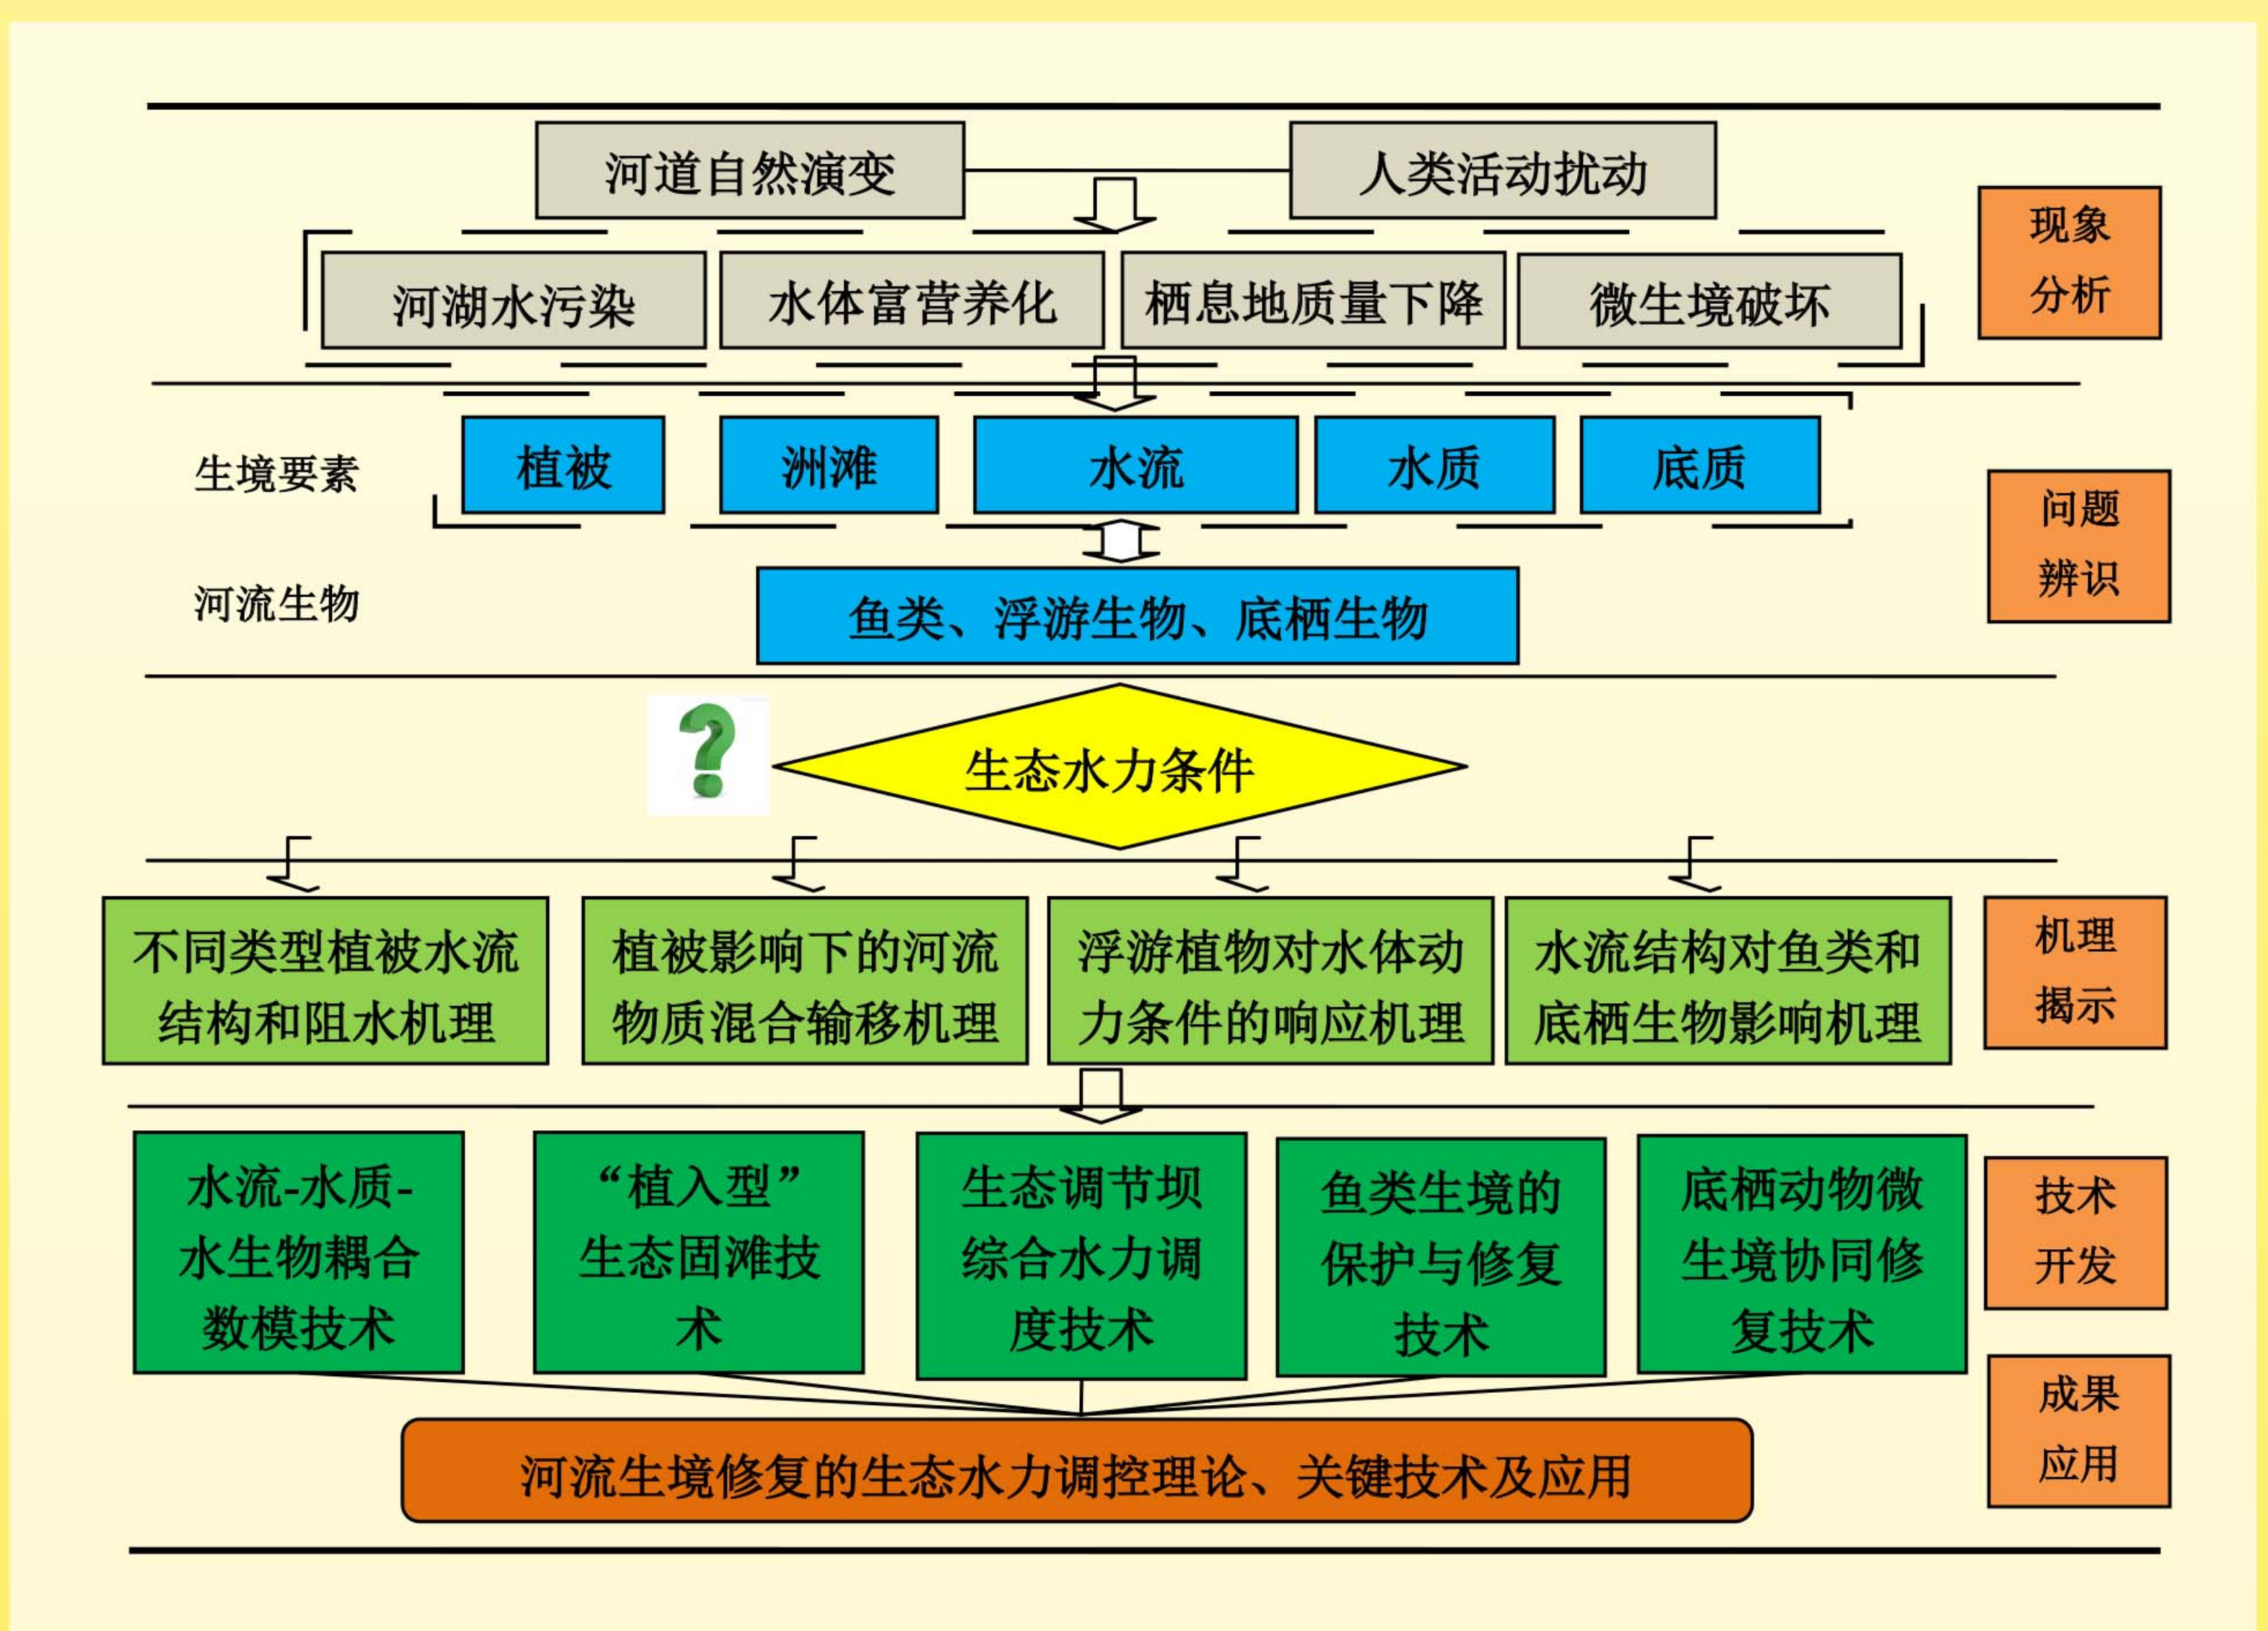 河道自然演变
人类活动扰动
现象
分析
河湖水污染
水体富营养化
栖息地质量下降
微生境破坏
生境要素
植被
洲滩
水流
水质
底质
问题
辨识
河流生物
鱼类、浮游生物、底栖生物
生态水力条件
不同类型植被水流
结构和阻水机理
植被影响下的河流
物质混合输移机理
浮游植物对水体动
力条件的响应机理
水流结构对鱼类和
底栖生物影响机理
机理
揭示
水流-水质-
水生物耦合
数模技术
“植入型”
生态固滩技
术
生态调节坝
综合水力调
度技术
鱼类生境的
保护与修复
技术
底栖动物微
生境协同修
复技术
技术
开发
成果
应用
河流生境修复的生态水力调控理论、关键技术及应用